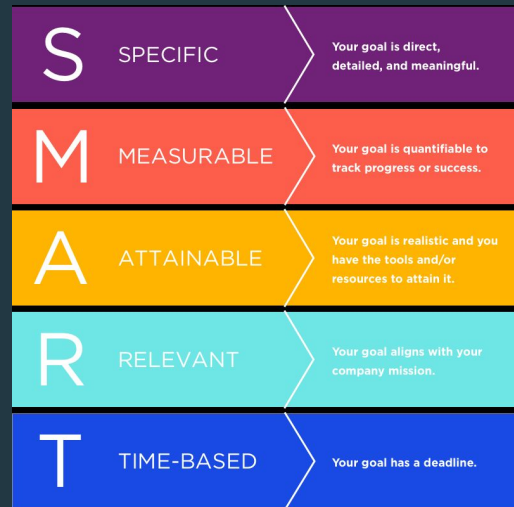 S
SPECIFIC
Your goal is direct,
detailed, and meaningful.
M
MEASURABLE
Your goal is quantifiable to
track progress or success.
A
ATTAINABLE
Your goal is realistic and you
have the tools and/or
resources to attain it.
R
RELEVANT
Your goal aligns with your
company mission.
T
TIME-BASED
Your goal has a deadline.